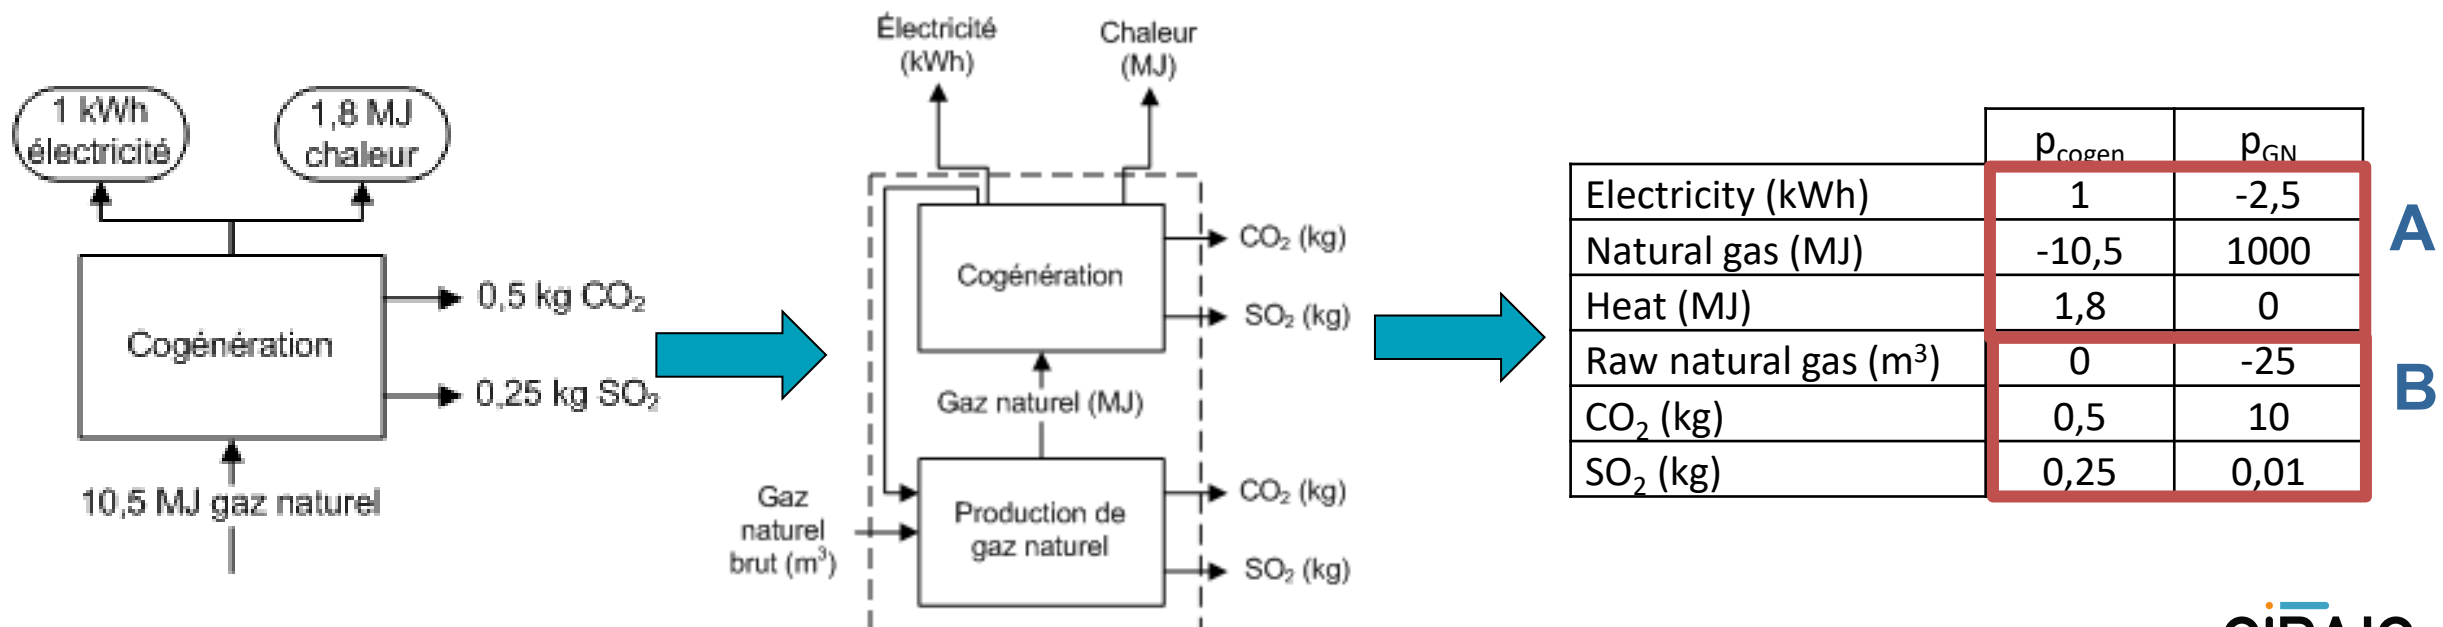 1 kWh
électricité
1,8 MJ
chaleur
Cogénération
0,5 kg CO₂
0,25 kg SO₂
10,5 MJ gaz naturel
Électricité
(kWh)
Chaleur
(MJ)
Cogénération
CO₂ (kg)
SO₂ (kg)
Gaz naturel (MJ)
Gaz
naturel
brut (m³)
Production de
gaz naturel
CO₂ (kg)
SO₂ (kg)
p cogen p GN
Electricity (kWh) 1 -2,5
Natural gas (MJ) -10,5 1000
Heat (MJ) 1,8 0
Raw natural gas (m³) 0 -25
CO₂ (kg) 0,5 10
SO₂ (kg) 0,25 0,01
A
B